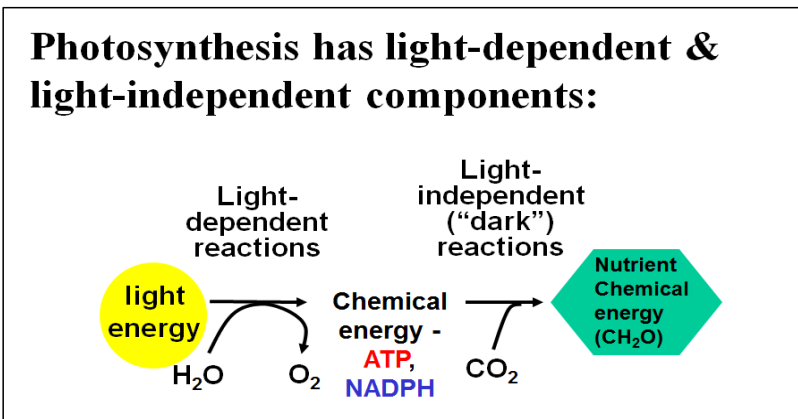 Photosynthesis has light-dependent &
light-independent components:
Light-
dependent
reactions
Light-
independent
(“dark”)
reactions
light
energy
H₂O
O₂
Chemical
energy -
ATP,
NADPH
CO₂
Nutrient
Chemical
energy
(CH₂O)